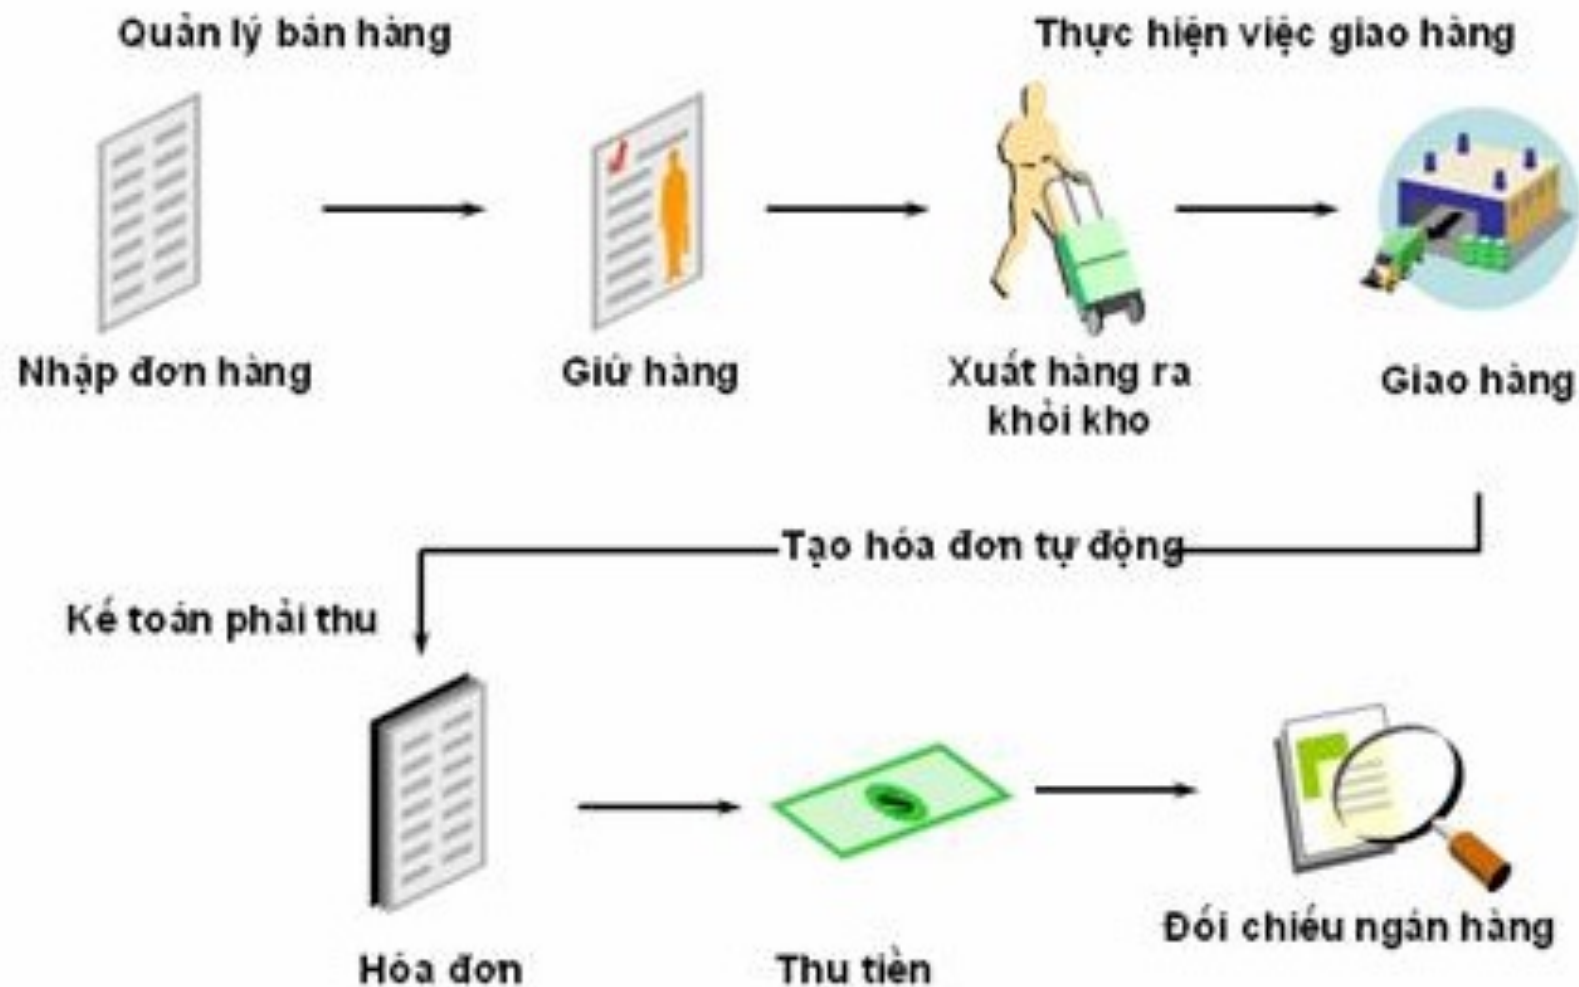 Quản lý bán hàng
Thực hiện việc giao hàng
Nhập đơn hàng
Giữ hàng
Xuất hàng ra
khỏi kho
Giao hàng
Tạo hóa đơn tự động
Kế toán phải thu
Hóa đơn
Thu tiền
Đối chiếu ngân hàng